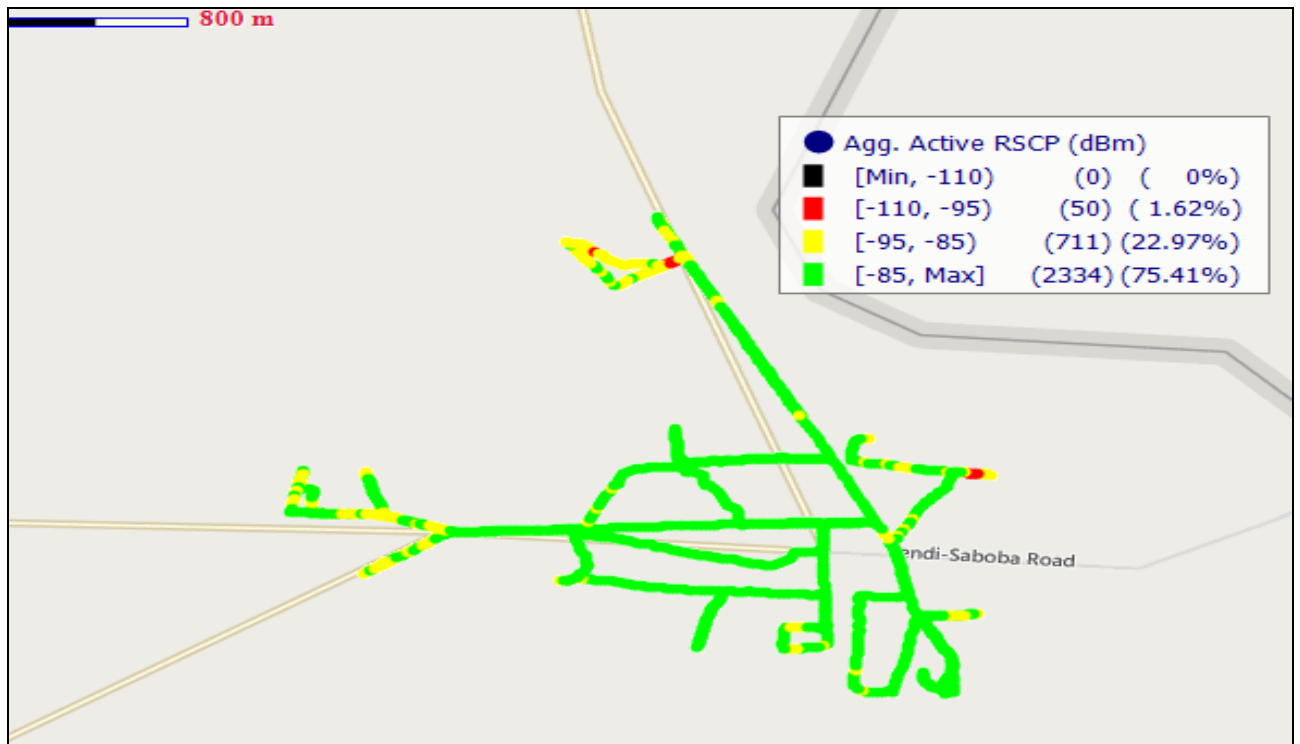 800 m
Agg. Active RSCP (dBm)
[Min, -110) (0) ( 0%)
[-110, -95) (50) ( 1.62%)
[-95, -85) (711) (22.97%)
[-85, Max] (2334) (75.41%)
endi-Saboba Road